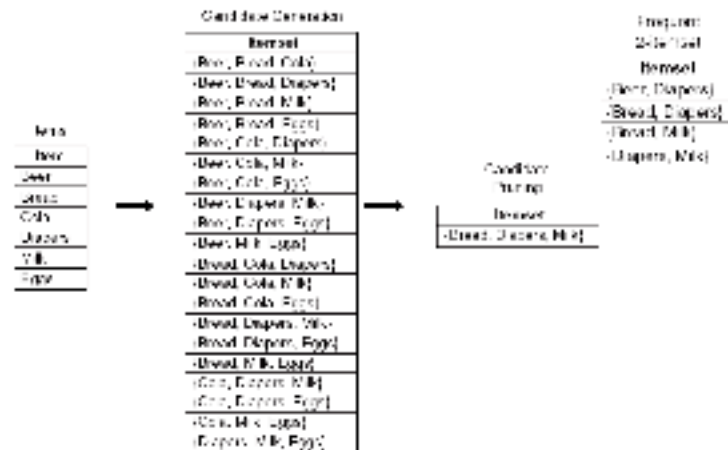 Candidate Generation
Itemset
{Beer, Bread, Cola}
{Beer, Bread, Diapers}
{Beer, Bread, Milk}
{Beer, Bread, Eggs}
{Beer, Cola, Diapers}
{Beer, Cola, Milk}
{Beer, Cola, Eggs}
{Beer, Diapers, Milk}
{Beer, Diapers, Eggs}
{Beer, Milk, Eggs}
{Bread, Cola, Diapers}
{Bread, Cola, Milk}
{Bread, Cola, Eggs}
{Bread, Diapers, Milk}
{Bread, Diapers, Eggs}
{Bread, Milk, Eggs}
{Cola, Diapers, Milk}
{Cola, Diapers, Eggs}
{Cola, Milk, Eggs}
{Diapers, Milk, Eggs}
Items
Item
Beer
Bread
Cola
Diapers
Milk
Eggs
Candidate
Pruning
Itemset
{Bread, Diapers, Milk}
Frequent
2-itemset
Itemset
{Beer, Diapers}
{Bread, Diapers}
{Bread, Milk}
{Diapers, Milk}